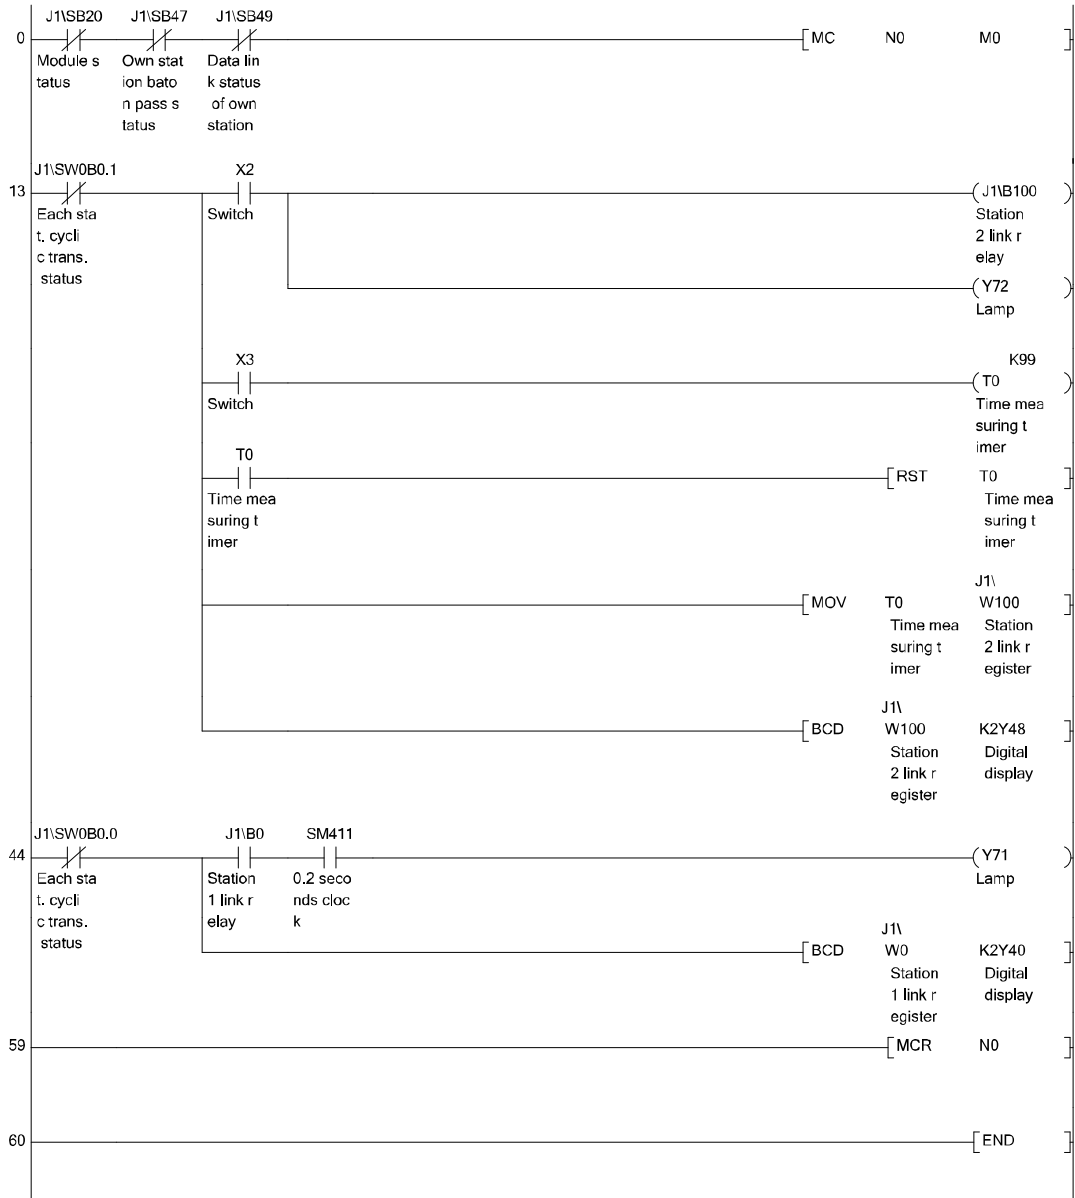 J1\SB20 J1\SB47 J1\SB49
0 MC N0 M0
Module s Own stat Data lin
tatus ion bato k status
n pass s of own
tatus station
J1\SW0B0.1 X2
13 J1\B100
Each sta Switch Station
t. cycli 2 link r
c trans. elay
status
Y72
Lamp
X3 K99
T0
Switch Time mea
suring t
imer
T0
RST T0
Time mea Time mea
suring t suring t
imer imer
J1\
MOV T0 W100
Time mea Station
suring t 2 link r
imer egister
J1\
BCD W100 K2Y48
Station Digital
2 link r display
egister
J1\SW0B0.0 J1\B0 SM411
44 Y71
Each sta Station 0.2 seco Lamp
t. cycli 1 link r nds cloc
c trans. elay k
status
J1\
BCD W0 K2Y40
Station Digital
1 link r display
egister
59 MCR N0
60 END